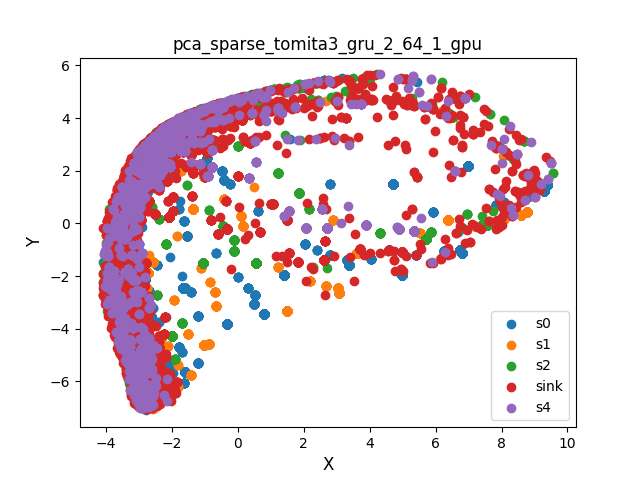 pca_sparse_tomita3_gru_2_64_1_gpu
Y
6
4
2
0
−2
−4
−6
−4
−2
0
2
4
6
8
10
X
s0
s1
s2
sink
s4